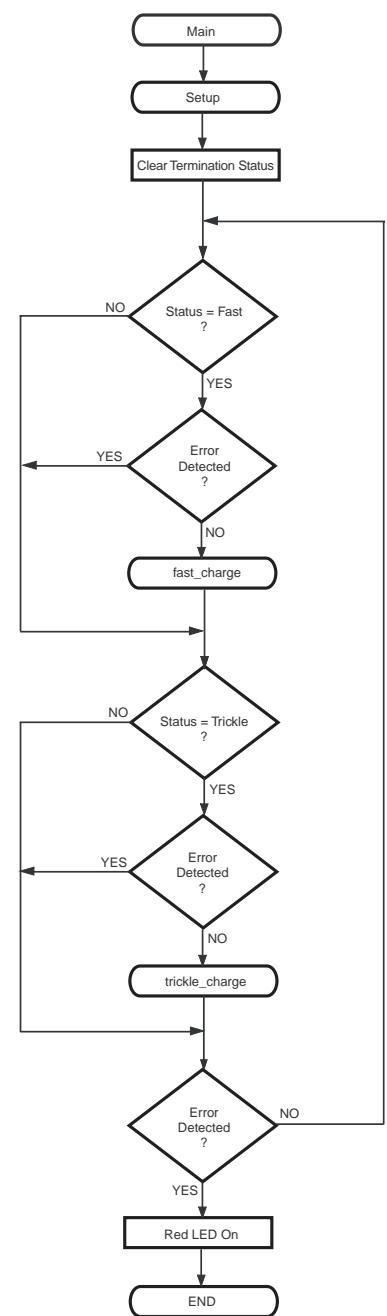 Main
Setup
Clear Termination Status
NO
Status = Fast
?
YES
YES
Error
Detected
?
NO
fast_charge
NO
Status = Trickle
?
YES
YES
Error
Detected
?
NO
trickle_charge
Error
Detected
?
NO
YES
Red LED On
END